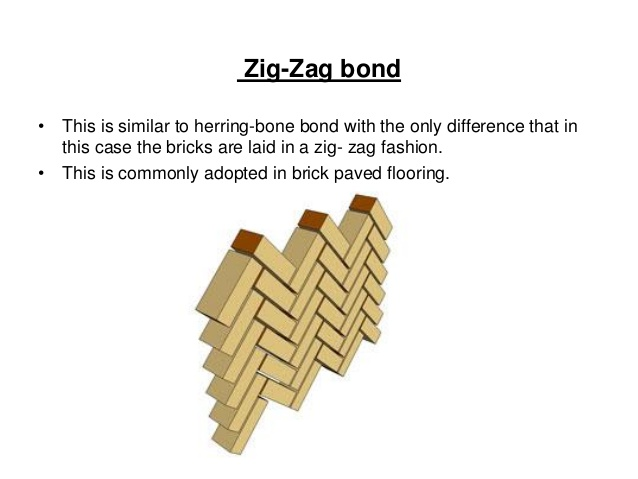 Zig-Zag bond
• This is similar to herring-bone bond with the only difference that in
this case the bricks are laid in a zig- zag fashion.
• This is commonly adopted in brick paved flooring.